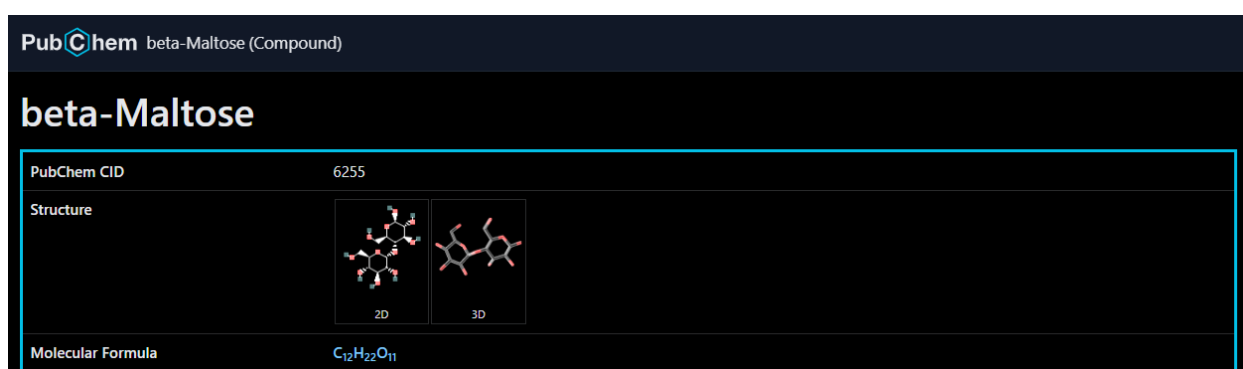 PubChem beta-Maltose (Compound)
beta-Maltose
PubChem CID 6255
Structure
2D 3D
Molecular Formula C₁₂H₂₂O₁₁